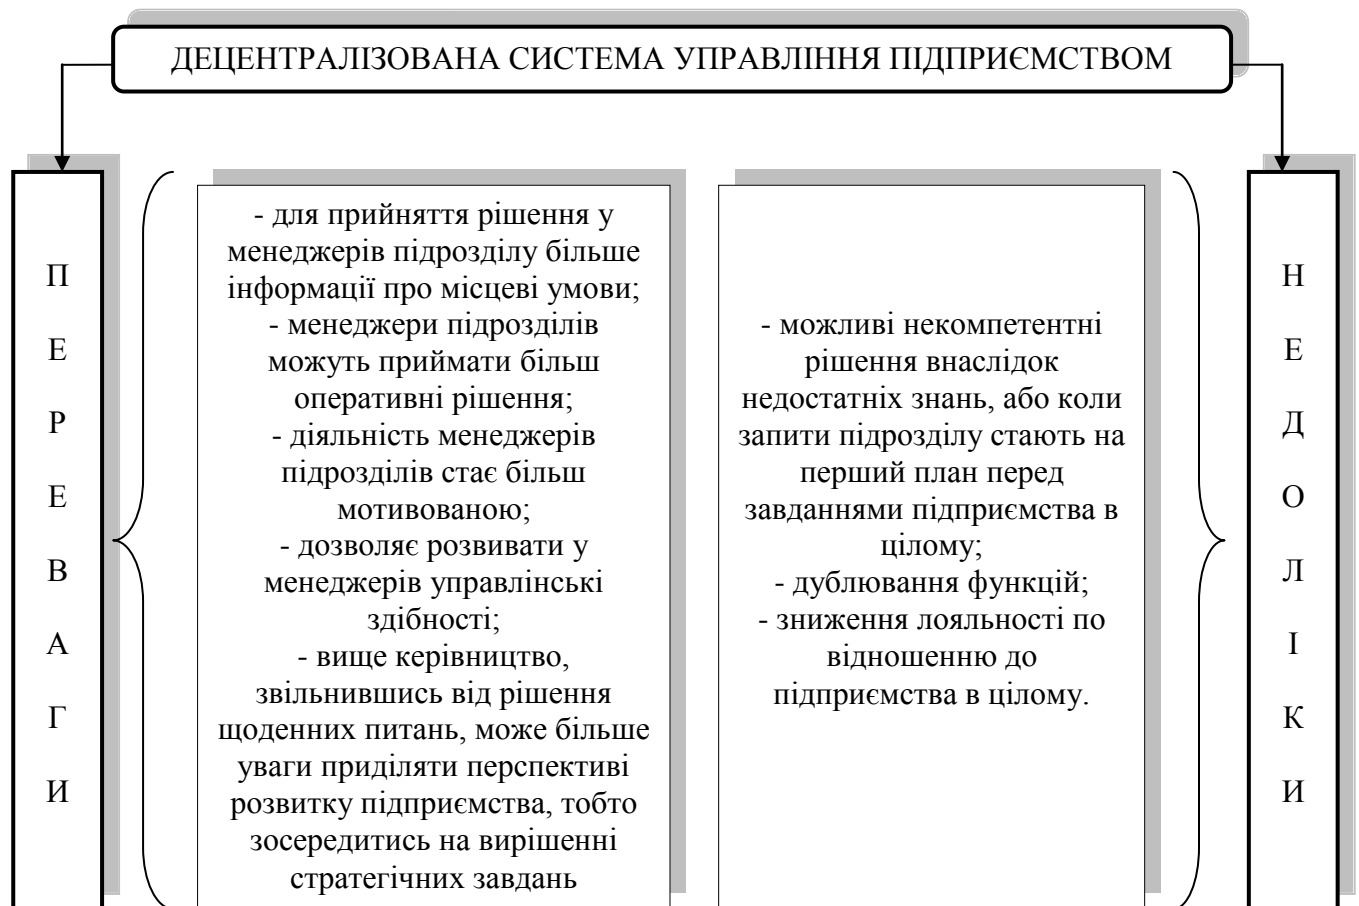 ДЕЦЕНТРАЛІЗОВАНА СИСТЕМА УПРАВЛІННЯ ПІДПРИЄМСТВОМ
П
Е
Р
Е
В
А
Г
И
- для прийняття рішення у
менеджерів підрозділу більше
інформації про місцеві умови;
- менеджери підрозділів
можуть приймати більш
оперативні рішення;
- діяльність менеджерів
підрозділів стає більш
мотивованою;
- дозволяє розвивати у
менеджерів управлінські
здібності;
- вище керівництво,
звільнившись від рішення
щоденних питань, може більше
уваги приділяти перспективі
розвитку підприємства, тобто
зосередитись на вирішенні
стратегічних завдань
- можливі некомпетентні
рішення внаслідок
недостатніх знань, або коли
запити підрозділу стають на
перший план перед
завданнями підприємства в
цілому;
- дублювання функцій;
- зниження лояльності по
відношенню до
підприємства в цілому.
Н
Е
Д
О
Л
І
К
И